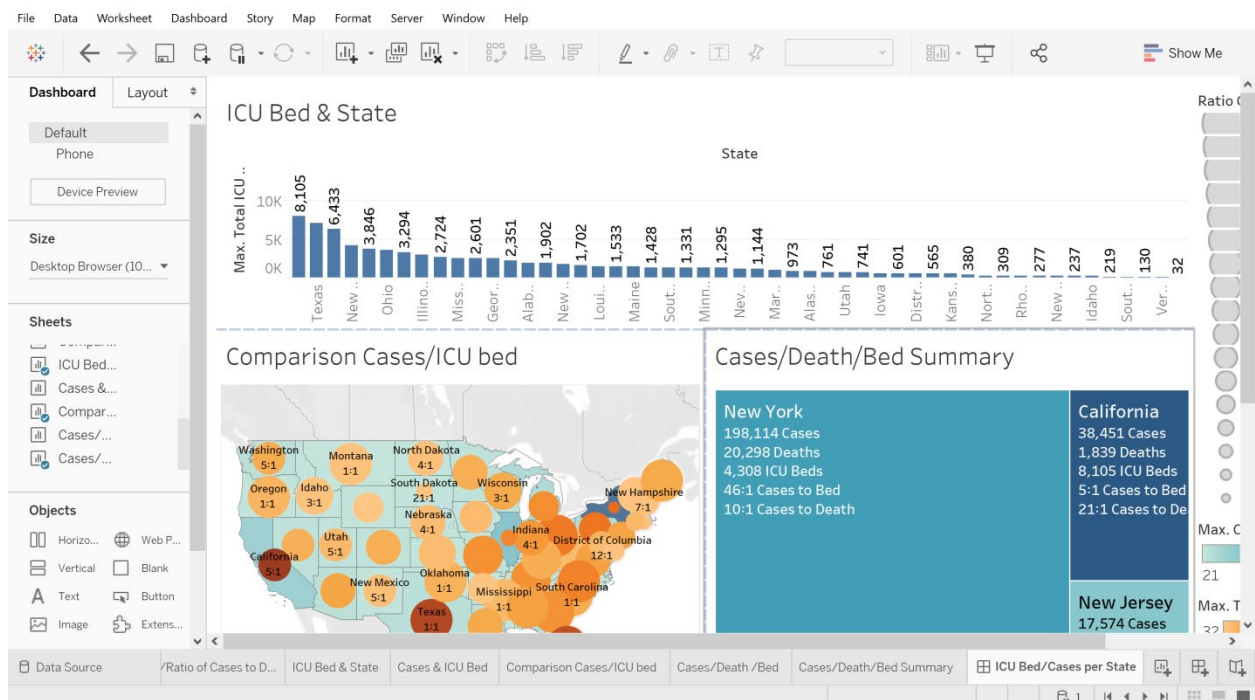 File Data Worksheet Dashboard Story Map Format Server Window Help
Show Me
Dashboard Layout
Default
Phone
Device Preview
Size
Desktop Browser (10...
Sheets
ICU Bed...
Cases &...
Compar...
Cases/...
Cases/...
Objects
Horizo... Web P...
Vertical Blank
Text Button
Image Extens...
ICU Bed & State
State
Max. Total ICU ..
10K
5K
0K
8,105 6,433 3,846 3,294 2,724 2,601 2,351 1,902 1,702 1,533 1,428 1,331 1,295 1,144 973 761 741 601 565 380 309 277 237 219 130 32
Texas New .. Ohio Illino.. Miss.. Geor.. Alab.. New .. Loui.. Maine Sout.. Minn.. Nev.. Mar.. Alas.. Utah Iowa Distr.. Kans.. Nort.. Rho.. New .. Idaho Sout.. Ver..
Comparison Cases/ICU bed
Washington
5:1
Montana
1:1
North Dakota
4:1
Oregon
1:1
Idaho
3:1
South Dakota
21:1
Wisconsin
3:1
New Hampshire
7:1
Nebraska
4:1
Utah
5:1
Indiana
4:1
District of Columbia
12:1
California
5:1
New Mexico
5:1
Oklahoma
1:1
Mississippi
1:1
South Carolina
1:1
Texas
1:1
Cases/Death/Bed Summary
New York
198,114 Cases
20,298 Deaths
4,308 ICU Beds
46:1 Cases to Bed
10:1 Cases to Death
California
38,451 Cases
1,839 Deaths
8,105 ICU Beds
5:1 Cases to Bed
21:1 Cases to De
New Jersey
17,574 Cases
Ratio
Max. C
21
Max. T
32
Data Source /Ratio of Cases to D... ICU Bed & State Cases & ICU Bed Comparison Cases/ICU bed Cases/Death /Bed Cases/Death/Bed Summary ICU Bed/Cases per State
1